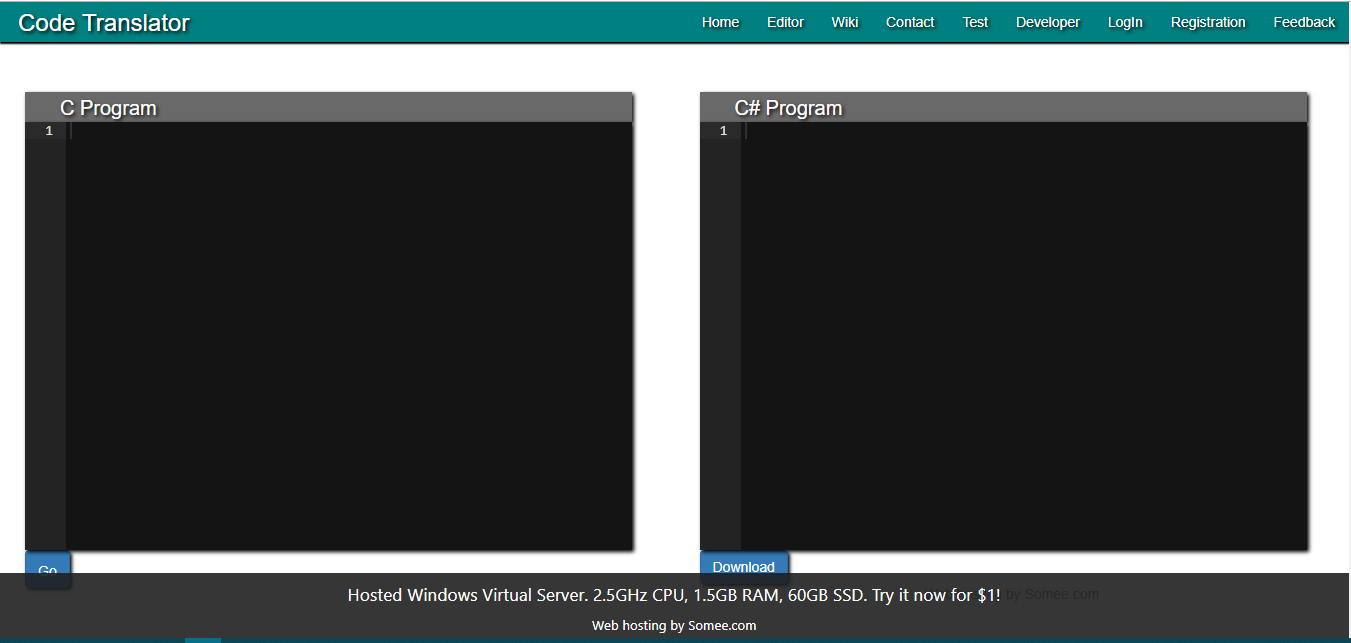 Code Translator
Home Editor Wiki Contact Test Developer LogIn Registration Feedback
C Program
C# Program
1
1
Go
Download
Hosted Windows Virtual Server. 2.5GHz CPU, 1.5GB RAM, 60GB SSD. Try it now for $1!
by Somee.com
Web hosting by Somee.com